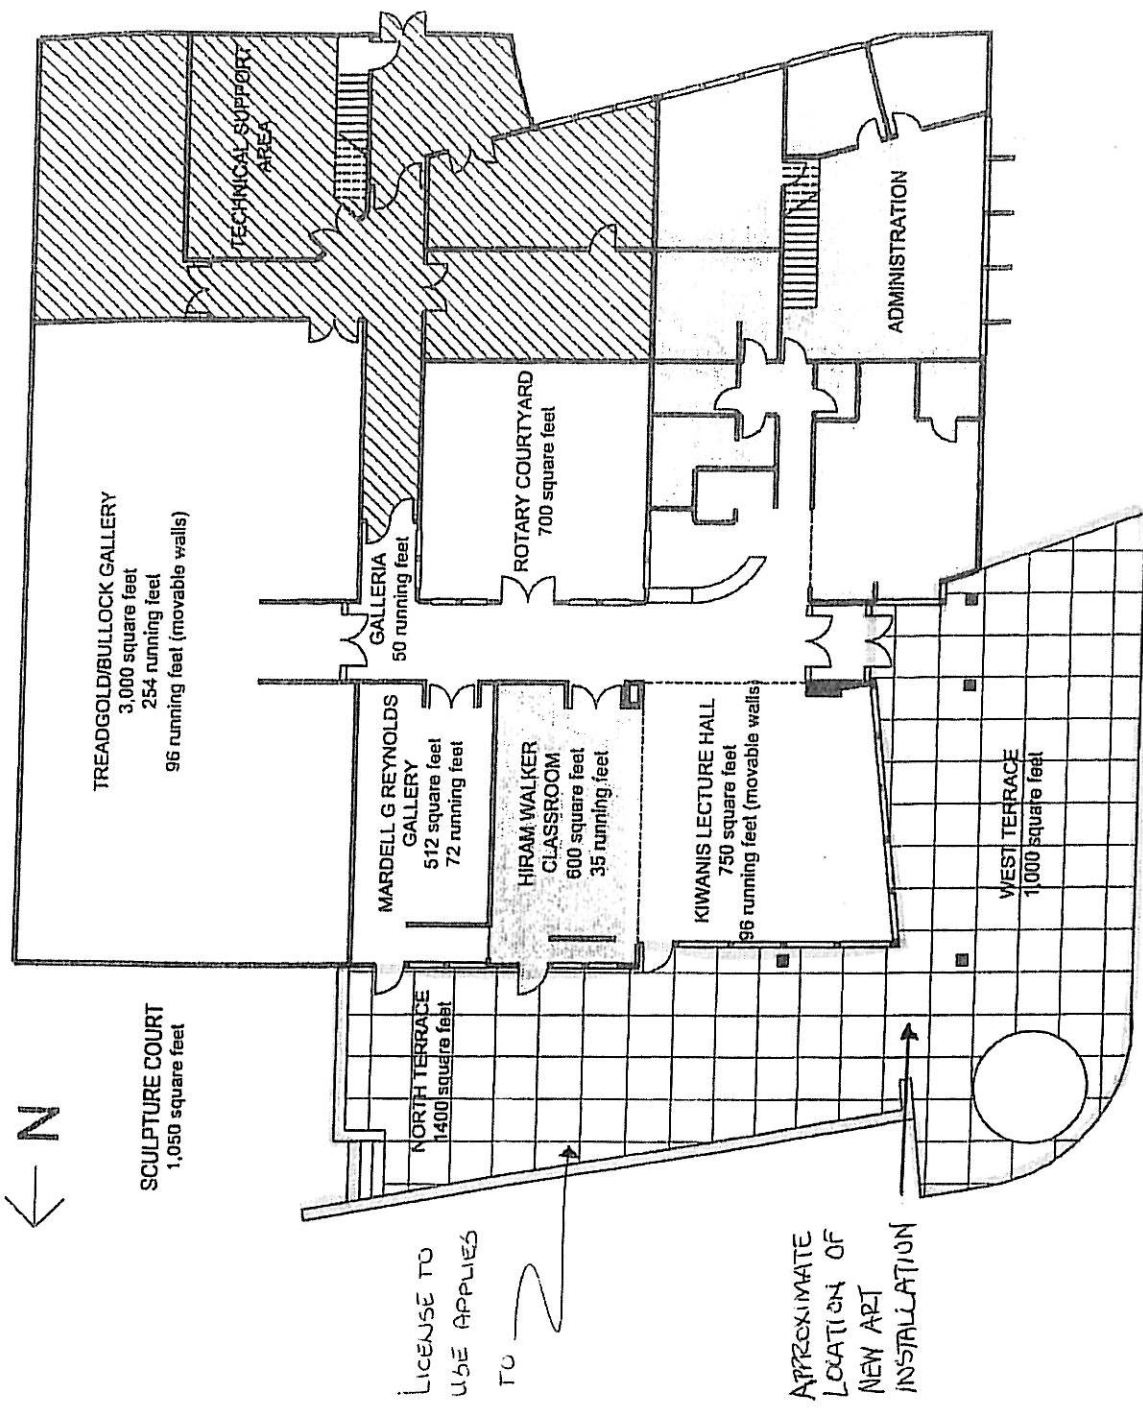 N
SCULPTURE COURT
1,050 square feet
TREADGOLD/BULLOCK GALLERY
3,000 square feet
254 running feet
96 running feet (movable walls)
TECHNICAL SUPPORT
AREA
GALLERIA
50 running feet
MARDELL G REYNOLDS
GALLERY
512 square feet
72 running feet
ROTARY COURTYARD
700 square feet
HIRAM WALKER
CLASSROOM
600 square feet
35 running feet
NORTH TERRACE
1400 square feet
KIWANIS LECTURE HALL
750 square feet
96 running feet (movable walls)
ADMINISTRATION
WEST TERRACE
1,000 square feet
LICENSE TO
USE APPLIES
TO
APPROXIMATE
LOCATION OF
NEW ART
INSTALLATION